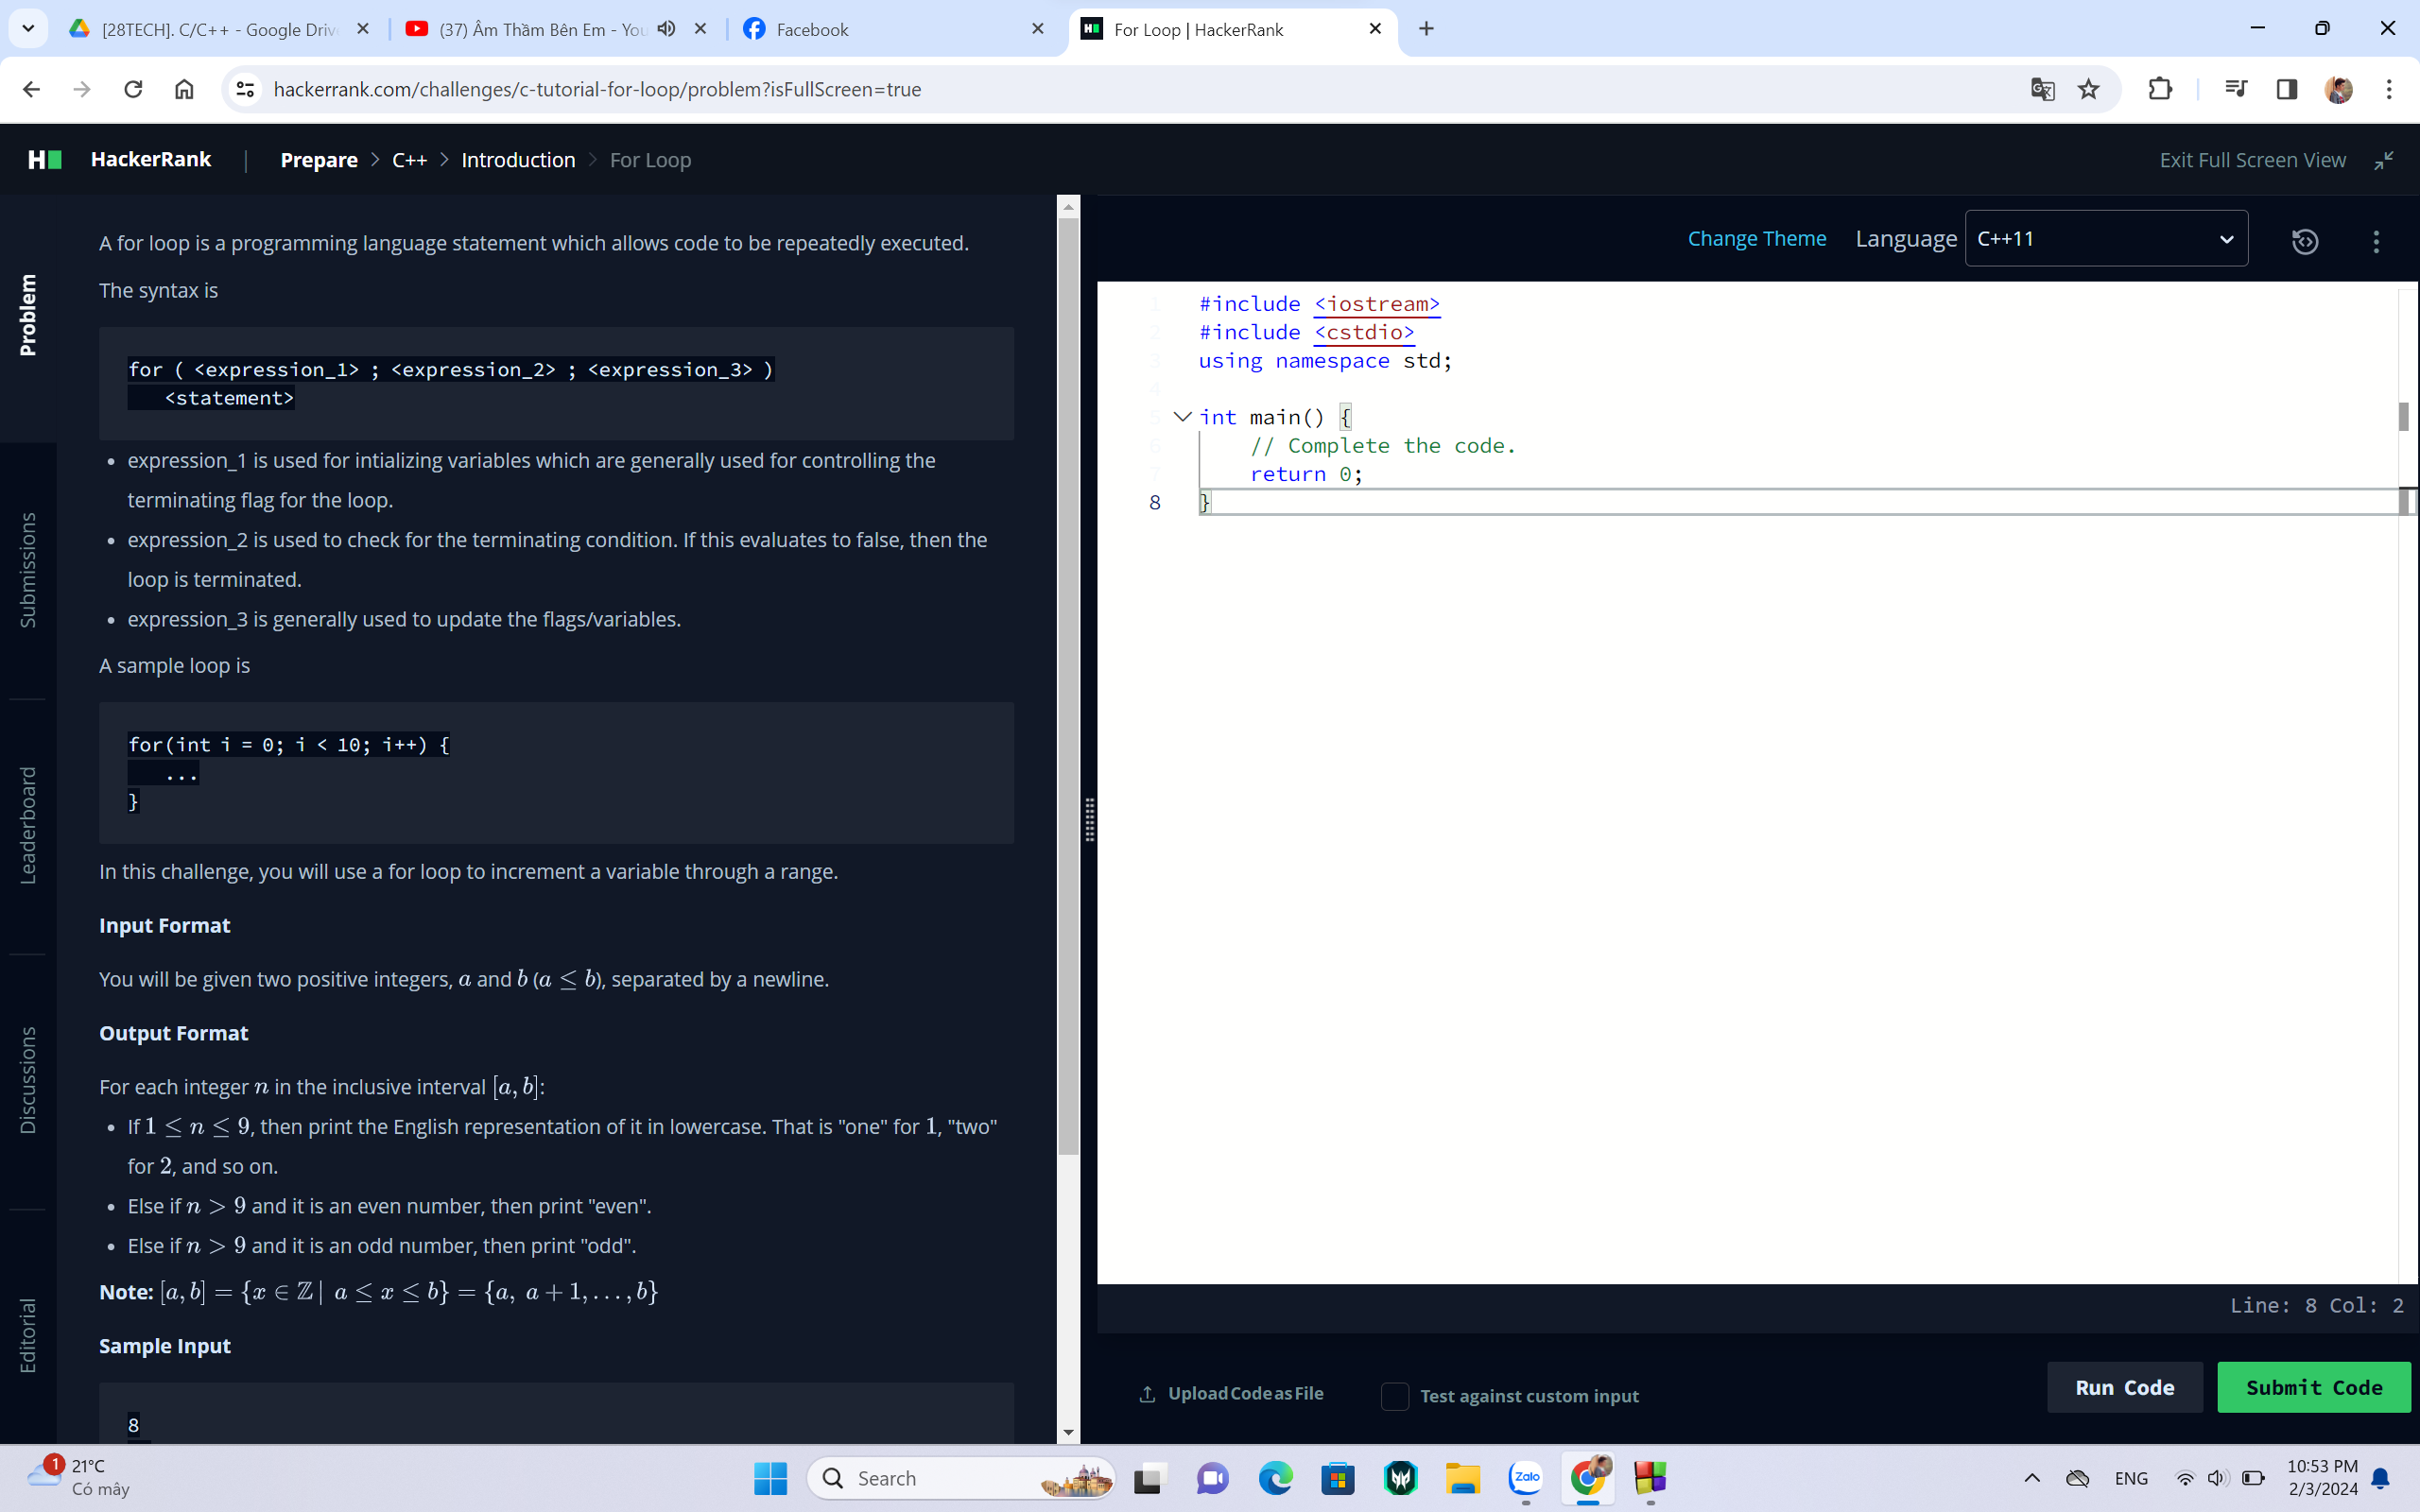 [28TECH]. C/C++ - Google Driv
(37) Âm Thầm Bên Em - You
Facebook
For Loop | HackerRank
hackerrank.com/challenges/c-tutorial-for-loop/problem?isFullScreen=true
HackerRank | Prepare > C++ > Introduction > For Loop
Exit Full Screen View
Problem
Submissions
Leaderboard
Discussions
Editorial
A for loop is a programming language statement which allows code to be repeatedly executed.
The syntax is
for ( <expression_1> ; <expression_2> ; <expression_3> )
<statement>
• expression_1 is used for intializing variables which are generally used for controlling the
terminating flag for the loop.
• expression_2 is used to check for the terminating condition. If this evaluates to false, then the
loop is terminated.
• expression_3 is generally used to update the flags/variables.
A sample loop is
for(int i = 0; i < 10; i++) {
...
}
In this challenge, you will use a for loop to increment a variable through a range.
Input Format
You will be given two positive integers, a and b (a ≤ b), separated by a newline.
Output Format
For each integer n in the inclusive interval [a, b]:
• If 1 ≤ n ≤ 9, then print the English representation of it in lowercase. That is "one" for 1, "two"
for 2, and so on.
• Else if n > 9 and it is an even number, then print "even".
• Else if n > 9 and it is an odd number, then print "odd".
Note: [a, b] = {x ∈ ℤ | a ≤ x ≤ b} = {a, a + 1, . . . , b}
Sample Input
8
Change Theme Language C++11
1 #include <iostream>
2 #include <cstdio>
3 using namespace std;
4
5 int main() {
6 // Complete the code.
7 return 0;
8 }
Line: 8 Col: 2
Upload Code as File
Test against custom input
Run Code
Submit Code
1
21°C
Có mây
Search
Zalo
ENG
10:53 PM
2/3/2024